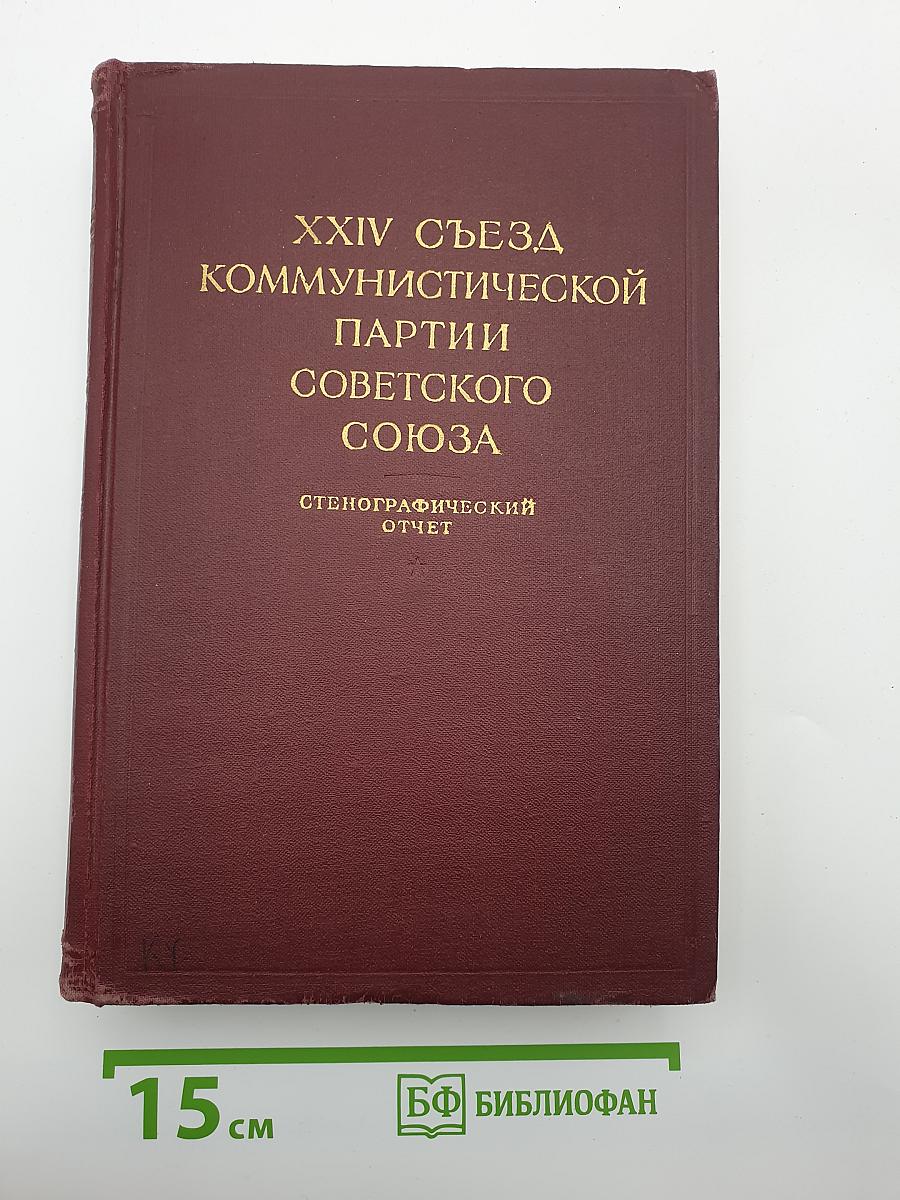 XXIV СЪЕЗД
КОММУНИСТИЧЕСКОЙ
ПАРТИИ
СОВЕТСКОГО
СОЮЗА
СТЕНОГРАФИЧЕСКИЙ
ОТЧЕТ
15 см
БФ БИБЛИОФАН